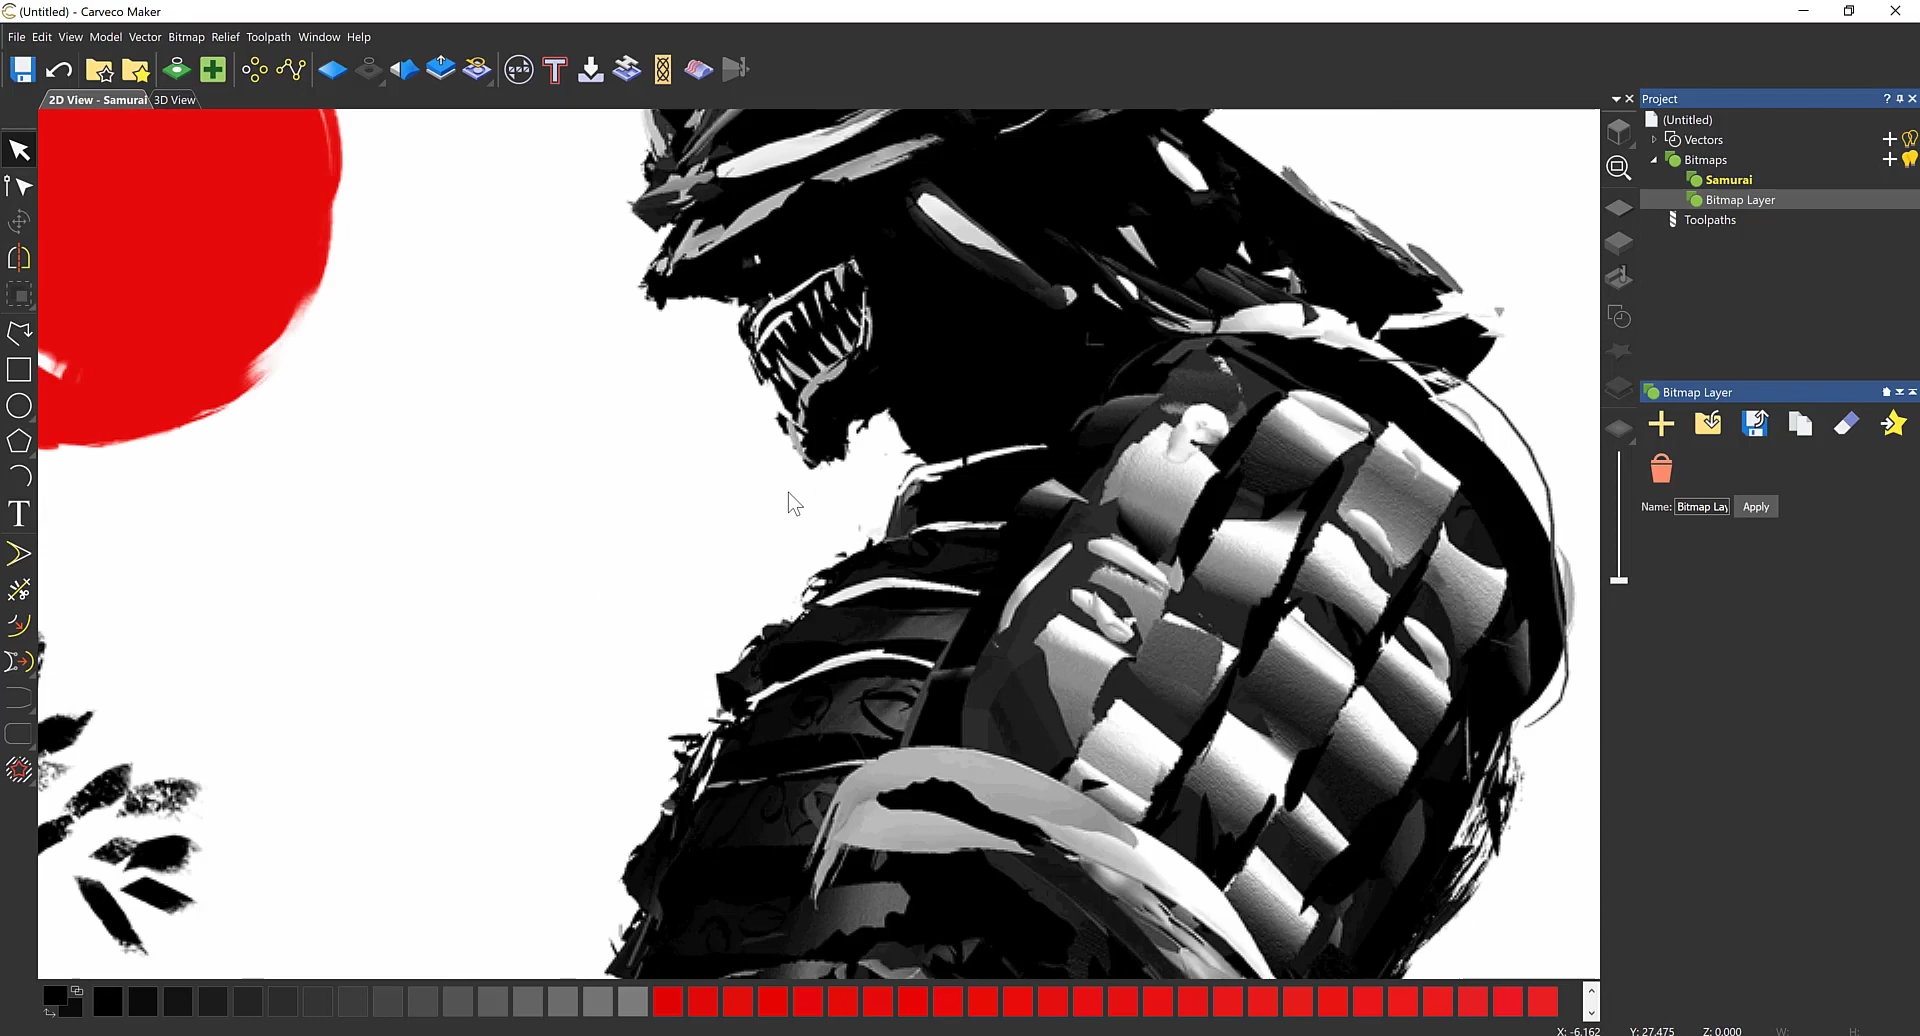 (Untitled) - Carveco Maker
File Edit View Model Vector Bitmap Relief Toolpath Window Help
2D View - Samurai 3D View
Project
(Untitled)
Vectors
Bitmaps
Samurai
Bitmap Layer
Toolpaths
Bitmap Layer
Name: Bitmap Lay Apply
X: -6.162 Y: 27.475 Z: 0.000 W: H: